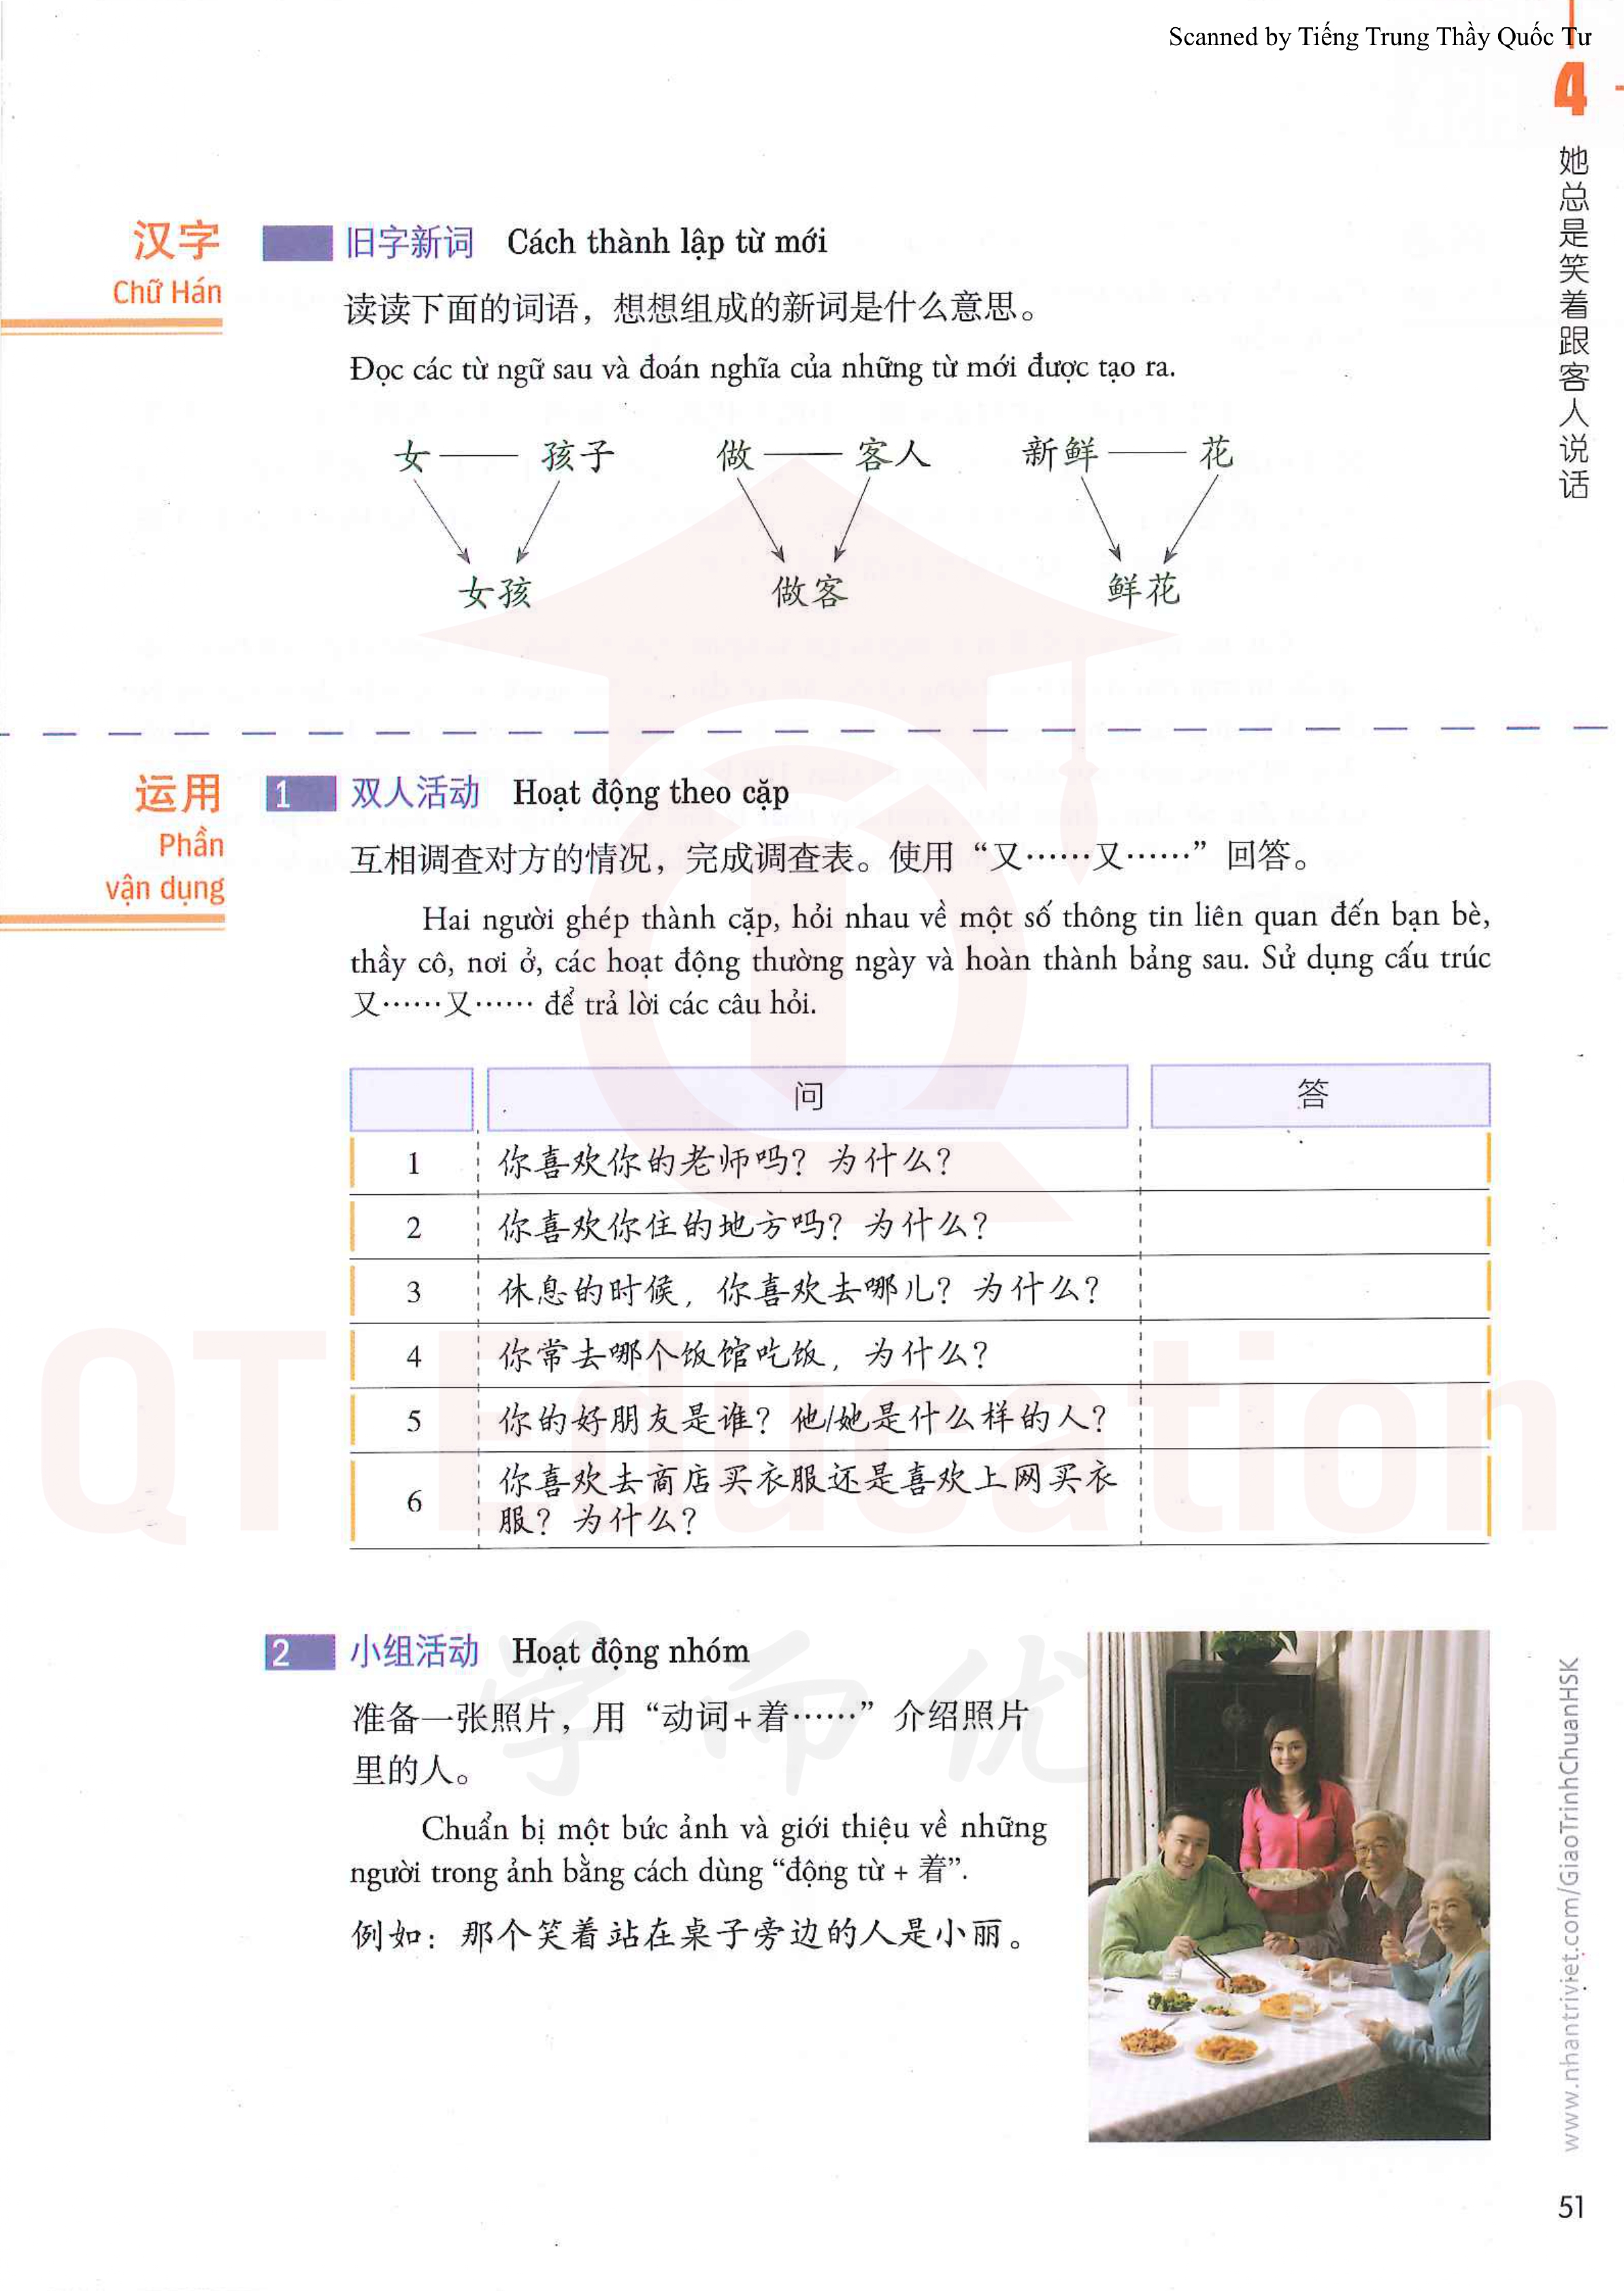 Scanned by Tiếng Trung Thầy Quốc Tư
4
她总是笑着跟客人说话
汉字
Chữ Hán
旧字新词 Cách thành lập từ mới
读读下面的词语，想想组成的新词是什么意思。
Đọc các từ ngữ sau và đoán nghĩa của những từ mới được tạo ra.
女 孩子 做 客人 新鲜 花
女孩 做客 鲜花
运用
Phần
vận dụng
1 双人活动 Hoạt động theo cặp
互相调查对方的情况，完成调查表。使用“又……又……”回答。
Hai người ghép thành cặp, hỏi nhau về một số thông tin liên quan đến bạn bè,
thầy cô, nơi ở, các hoạt động thường ngày và hoàn thành bảng sau. Sử dụng cấu trúc
又……又…… để trả lời các câu hỏi.
问 答
1 你喜欢你的老师吗？为什么？
2 你喜欢你住的地方吗？为什么？
3 休息的时候，你喜欢去哪儿？为什么？
4 你常去哪个饭馆吃饭，为什么？
5 你的好朋友是谁？他/她是什么样的人？
6 你喜欢去商店买衣服还是喜欢上网买衣
服？为什么？
QT Education
学而优
2 小组活动 Hoạt động nhóm
准备一张照片，用“动词+着……”介绍照片
里的人。
Chuẩn bị một bức ảnh và giới thiệu về những
người trong ảnh bằng cách dùng “động từ + 着”.
例如：那个笑着站在桌子旁边的人是小丽。
www.nhantriviet.com/GiaoTrinhChuanHSK
51